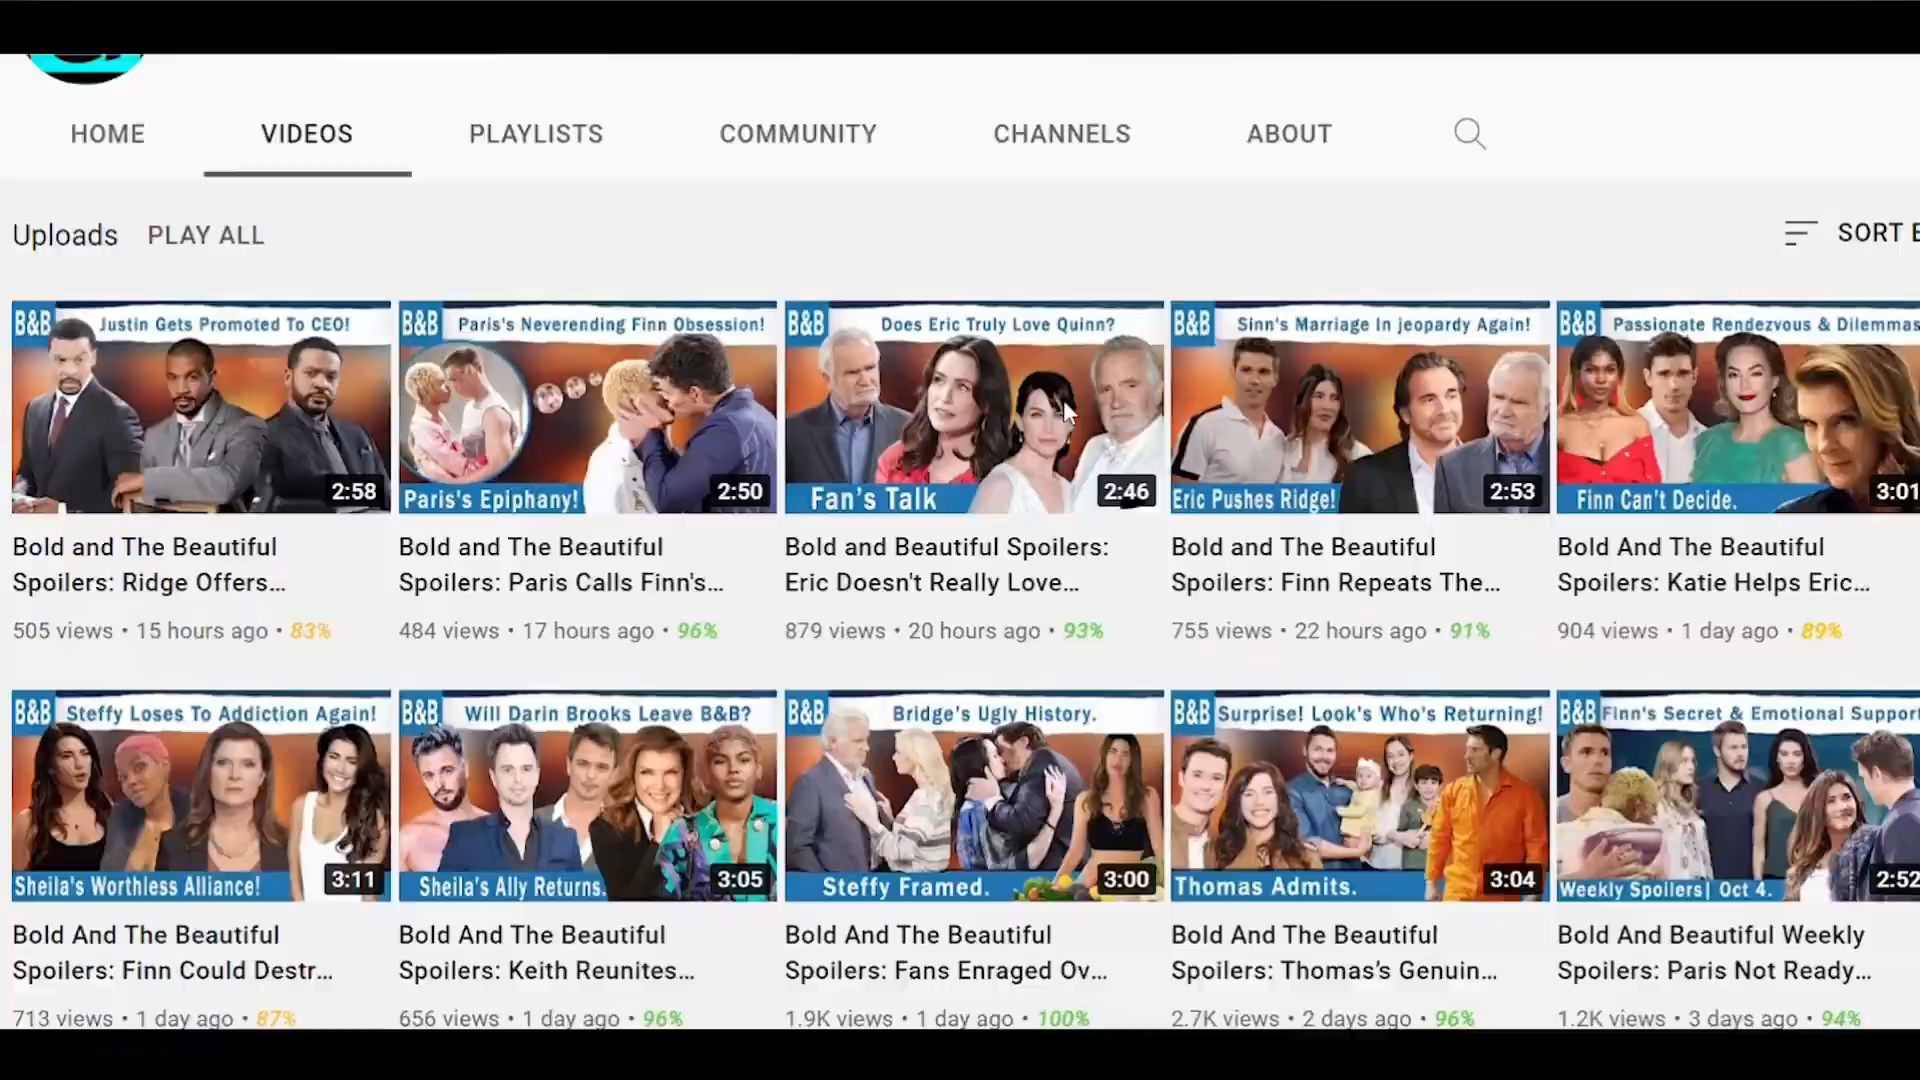 HOME VIDEOS PLAYLISTS COMMUNITY CHANNELS ABOUT
Uploads PLAY ALL
SORT
B&B Justin Gets Promoted To CEO!
2:58
B&B Paris's Neverending Finn Obsession!
Paris's Epiphany!
2:50
B&B Does Eric Truly Love Quinn?
Fan's Talk
2:46
B&B Sinn's Marriage In jeopardy Again!
Eric Pushes Ridge!
2:53
B&B Passionate Rendezvous & Dilemmas
Finn Can't Decide.
3:01
Bold and The Beautiful
Spoilers: Ridge Offers...
505 views • 15 hours ago • 83%
Bold and The Beautiful
Spoilers: Paris Calls Finn's...
484 views • 17 hours ago • 96%
Bold and Beautiful Spoilers:
Eric Doesn't Really Love...
879 views • 20 hours ago • 93%
Bold and The Beautiful
Spoilers: Finn Repeats The...
755 views • 22 hours ago • 91%
Bold And The Beautiful
Spoilers: Katie Helps Eric...
904 views • 1 day ago • 89%
B&B Steffy Loses To Addiction Again!
Sheila's Worthless Alliance!
3:11
B&B Will Darin Brooks Leave B&B?
Sheila's Ally Returns.
3:05
B&B Bridge's Ugly History.
Steffy Framed.
3:00
B&B Surprise! Look's Who's Returning!
Thomas Admits.
3:04
B&B Finn's Secret & Emotional Support
Weekly Spoilers| Oct 4.
2:52
Bold And The Beautiful
Spoilers: Finn Could Destr...
713 views • 1 day ago • 87%
Bold And The Beautiful
Spoilers: Keith Reunites...
656 views • 1 day ago • 96%
Bold And The Beautiful
Spoilers: Fans Enraged Ov...
1.9K views • 1 day ago • 100%
Bold And The Beautiful
Spoilers: Thomas's Genuin...
2.7K views • 2 days ago • 96%
Bold And Beautiful Weekly
Spoilers: Paris Not Ready...
1.2K views • 3 days ago • 94%